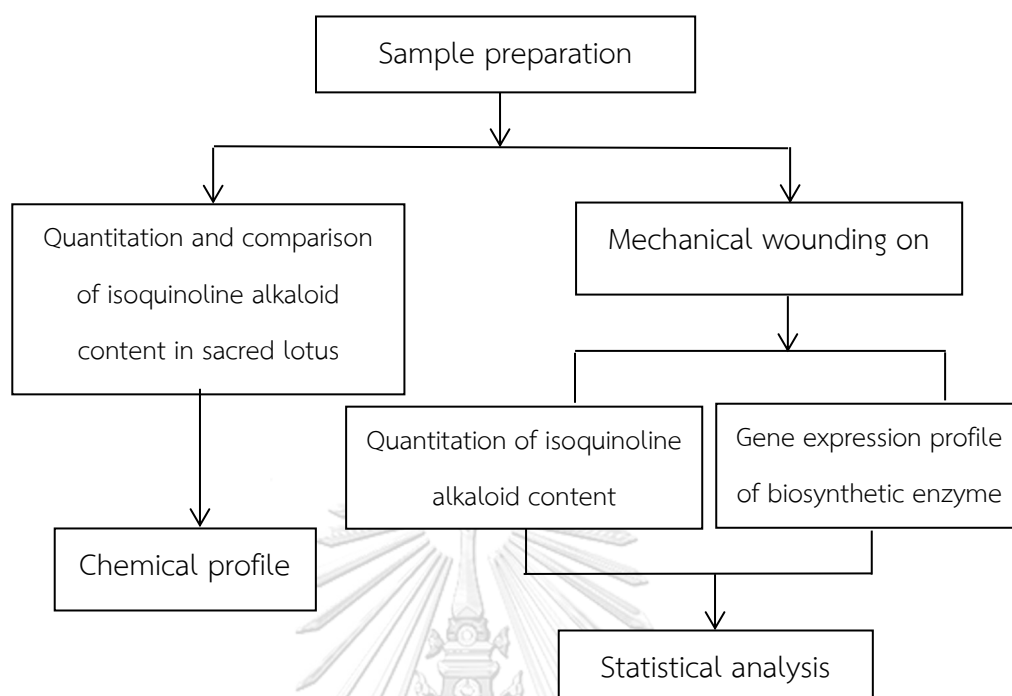 Sample preparation
Quantitation and comparison
of isoquinoline alkaloid
content in sacred lotus
Mechanical wounding on
Quantitation of isoquinoline
alkaloid content
Gene expression profile
of biosynthetic enzyme
Chemical profile
Statistical analysis